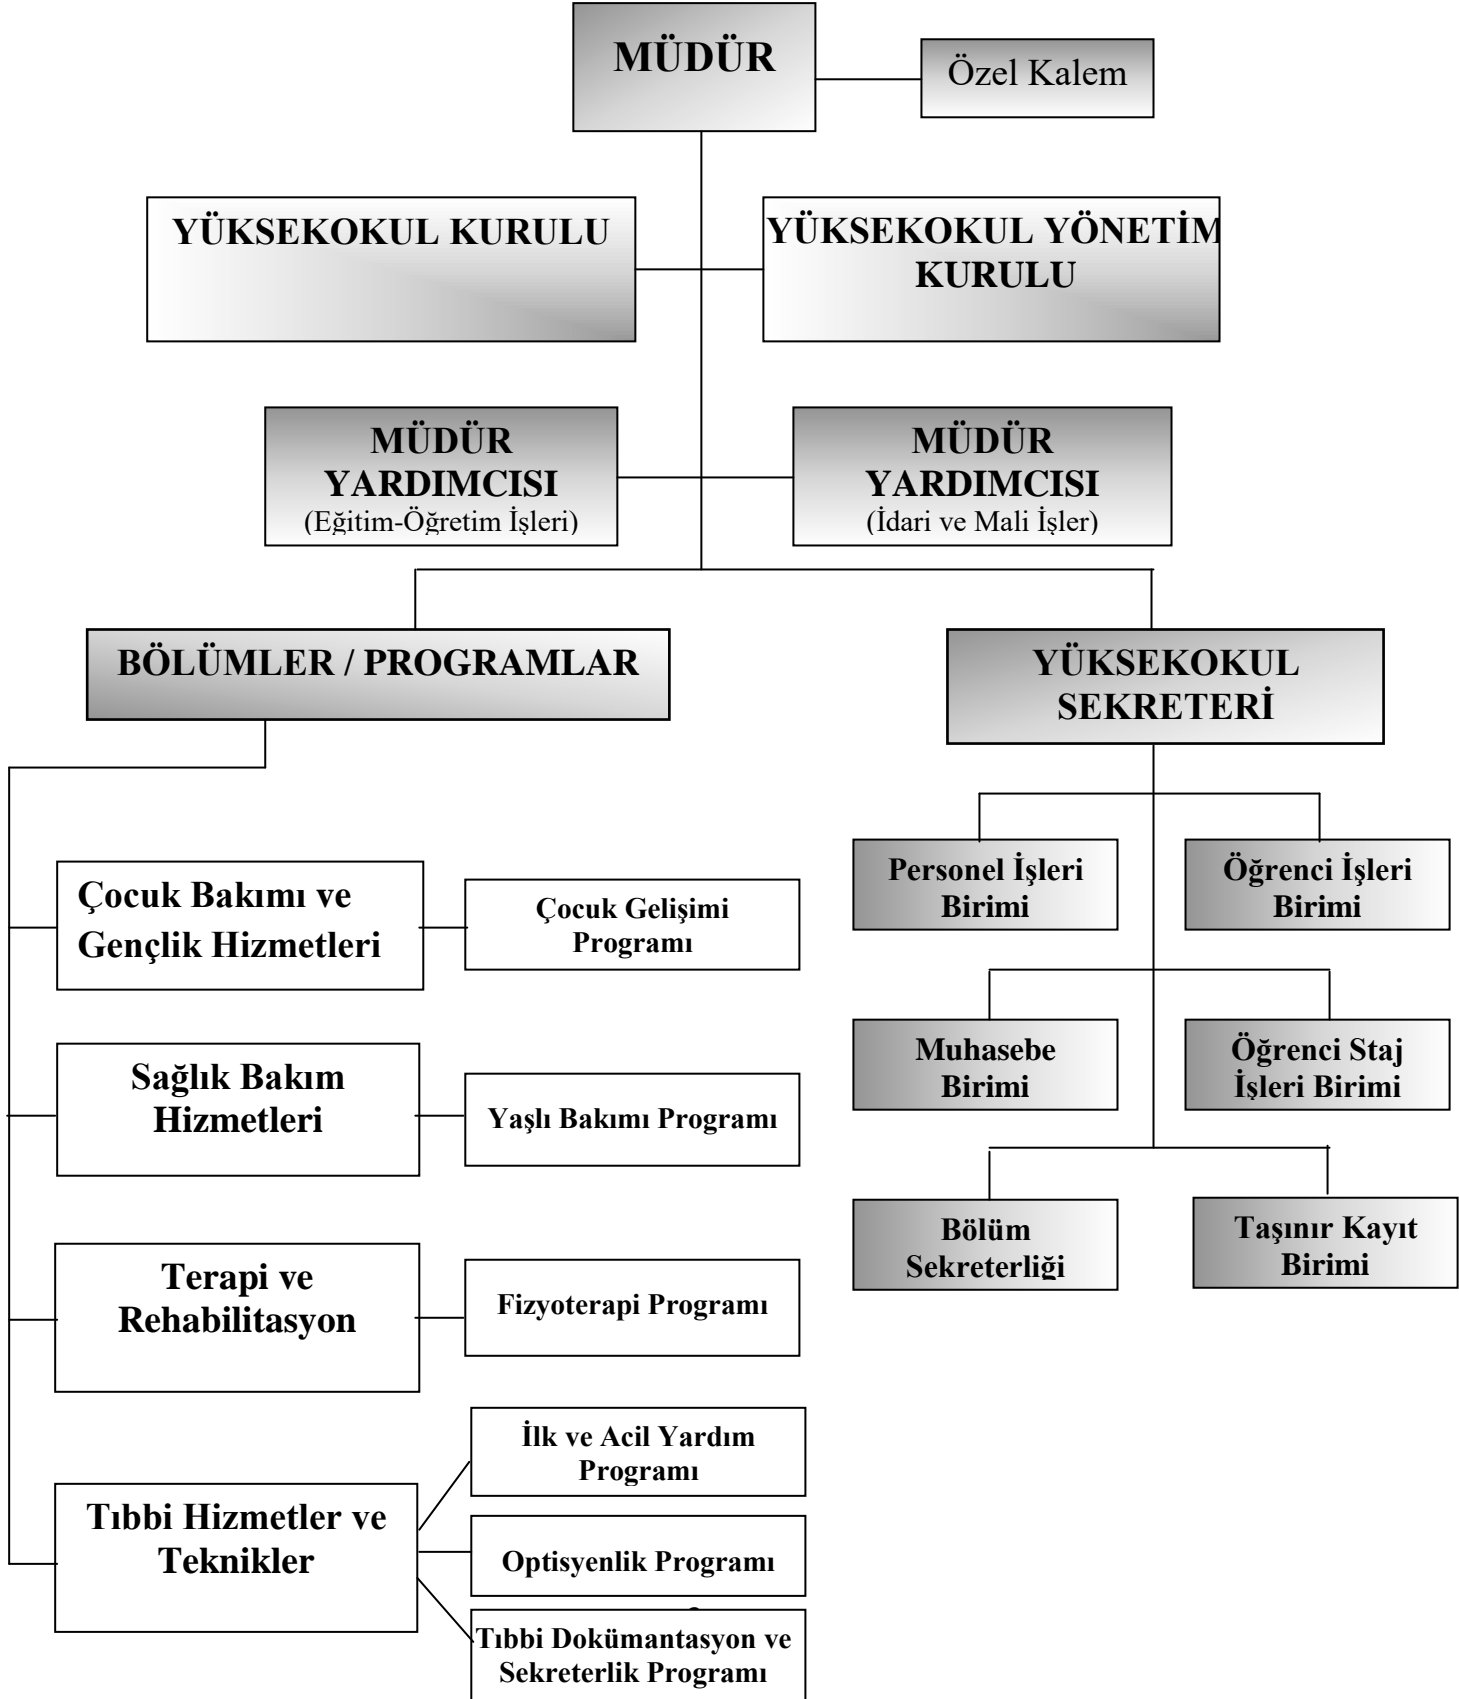 MÜDÜR
Özel Kalem
YÜKSEKOKUL KURULU
YÜKSEKOKUL YÖNETİM
KURULU
MÜDÜR
YARDIMCISI
(Eğitim-Öğretim İşleri)
MÜDÜR
YARDIMCISI
(İdari ve Mali İşler)
BÖLÜMLER / PROGRAMLAR
YÜKSEKOKUL
SEKRETERİ
Personel İşleri
Birimi
Öğrenci İşleri
Birimi
Muhasebe
Birimi
Öğrenci Staj
İşleri Birimi
Bölüm
Sekreterliği
Taşınır Kayıt
Birimi
Çocuk Bakımı ve
Gençlik Hizmetleri
Çocuk Gelişimi
Programı
Sağlık Bakım
Hizmetleri
Yaşlı Bakımı Programı
Terapi ve
Rehabilitasyon
Fizyoterapi Programı
Tıbbi Hizmetler ve
Teknikler
İlk ve Acil Yardım
Programı
Optisyenlik Programı
Tıbbi Dokümantasyon ve
Sekreterlik Programı